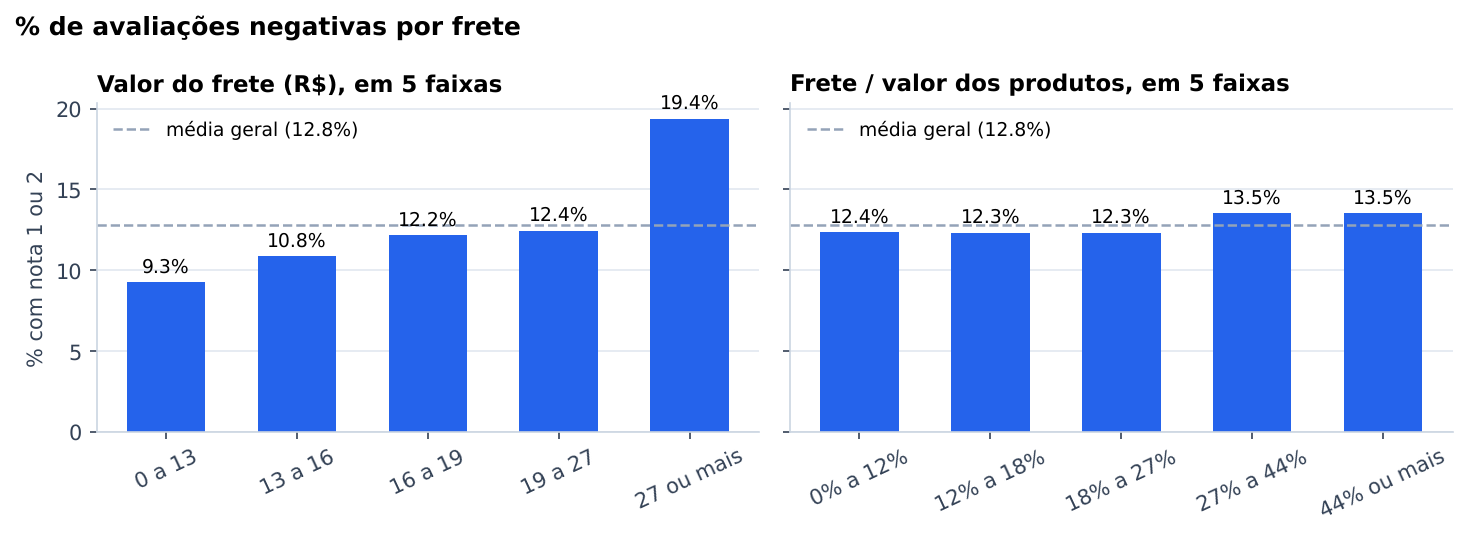 % de avaliações negativas por frete
Valor do frete (R$), em 5 faixas
% com nota 1 ou 2
20
15
10
5
0
média geral (12.8%)
9.3%
10.8%
12.2%
12.4%
19.4%
0 a 13
13 a 16
16 a 19
19 a 27
27 ou mais
Frete / valor dos produtos, em 5 faixas
média geral (12.8%)
12.4%
12.3%
12.3%
13.5%
13.5%
0% a 12%
12% a 18%
18% a 27%
27% a 44%
44% ou mais